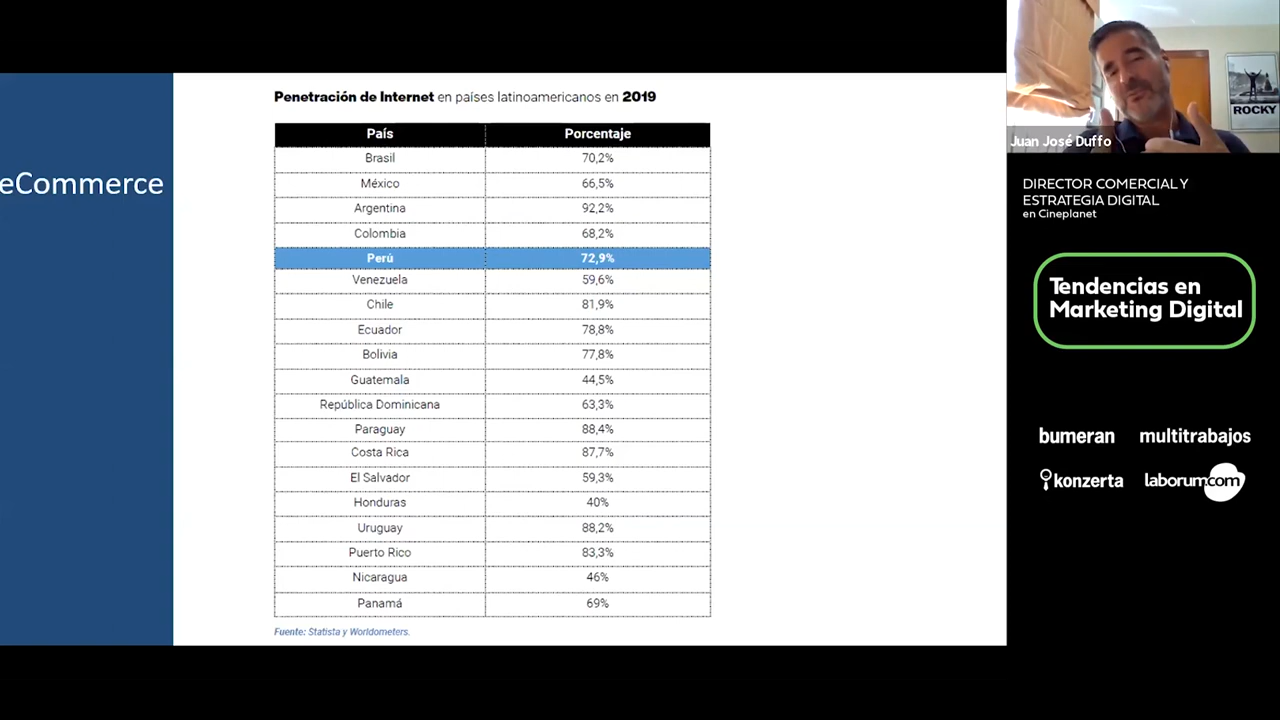 eCommerce
Penetración de Internet en países latinoamericanos en 2019
País Porcentaje
Brasil 70,2%
México 66,5%
Argentina 92,2%
Colombia 68,2%
Perú 72,9%
Venezuela 59,6%
Chile 81,9%
Ecuador 78,8%
Bolivia 77,8%
Guatemala 44,5%
República Dominicana 63,3%
Paraguay 88,4%
Costa Rica 87,7%
El Salvador 59,3%
Honduras 40%
Uruguay 88,2%
Puerto Rico 83,3%
Nicaragua 46%
Panamá 69%
Fuente: Statista y Worldometers.
ROCKY
Juan José Duffo
DIRECTOR COMERCIAL Y
ESTRATEGIA DIGITAL
en Cineplanet
Tendencias en
Marketing Digital
bumeran multitrabajos
konzerta laborum.com